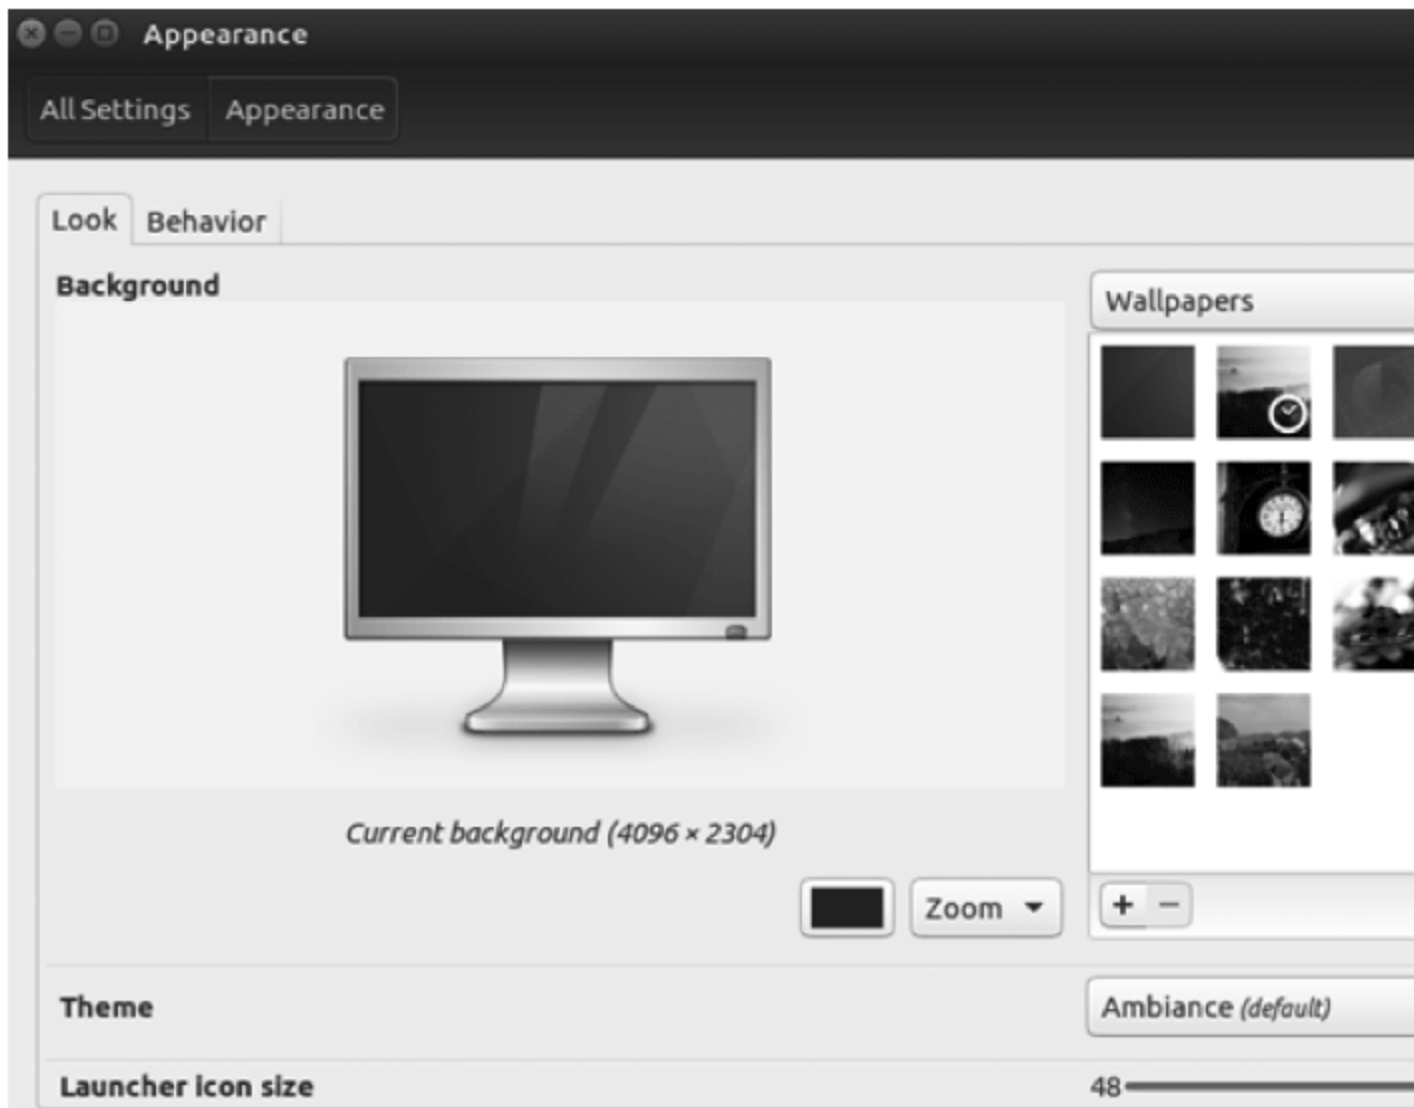 Appearance
All Settings Appearance
Look Behavior
Background
Wallpapers
Current background (4096 × 2304)
Zoom
Theme
Ambiance (default)
Launcher icon size
48